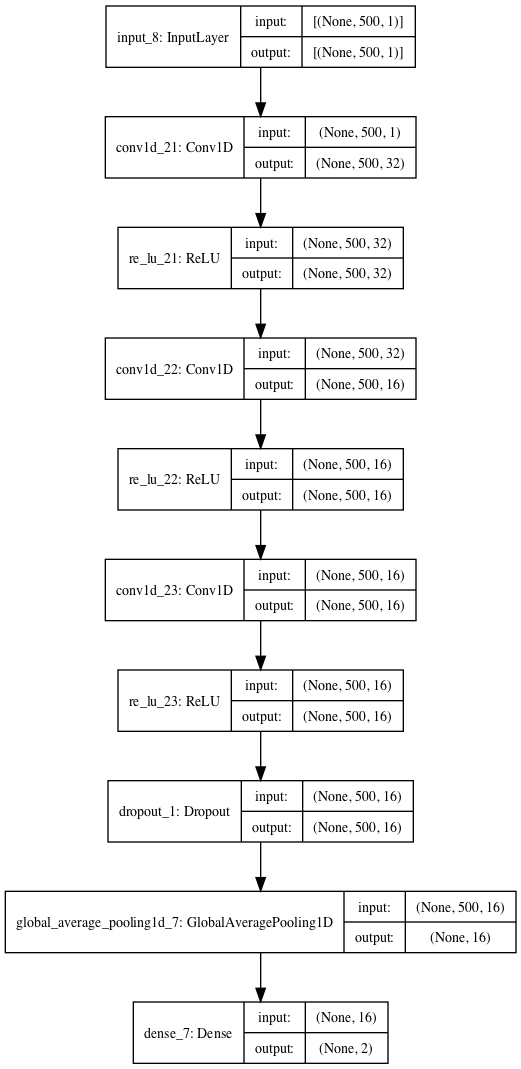 input_8: InputLayer
input:
[(None, 500, 1)]
output:
[(None, 500, 1)]
conv1d_21: Conv1D
input:
(None, 500, 1)
output:
(None, 500, 32)
re_lu_21: ReLU
input:
(None, 500, 32)
output:
(None, 500, 32)
conv1d_22: Conv1D
input:
(None, 500, 32)
output:
(None, 500, 16)
re_lu_22: ReLU
input:
(None, 500, 16)
output:
(None, 500, 16)
conv1d_23: Conv1D
input:
(None, 500, 16)
output:
(None, 500, 16)
re_lu_23: ReLU
input:
(None, 500, 16)
output:
(None, 500, 16)
dropout_1: Dropout
input:
(None, 500, 16)
output:
(None, 500, 16)
global_average_pooling1d_7: GlobalAveragePooling1D
input:
(None, 500, 16)
output:
(None, 16)
dense_7: Dense
input:
(None, 16)
output:
(None, 2)